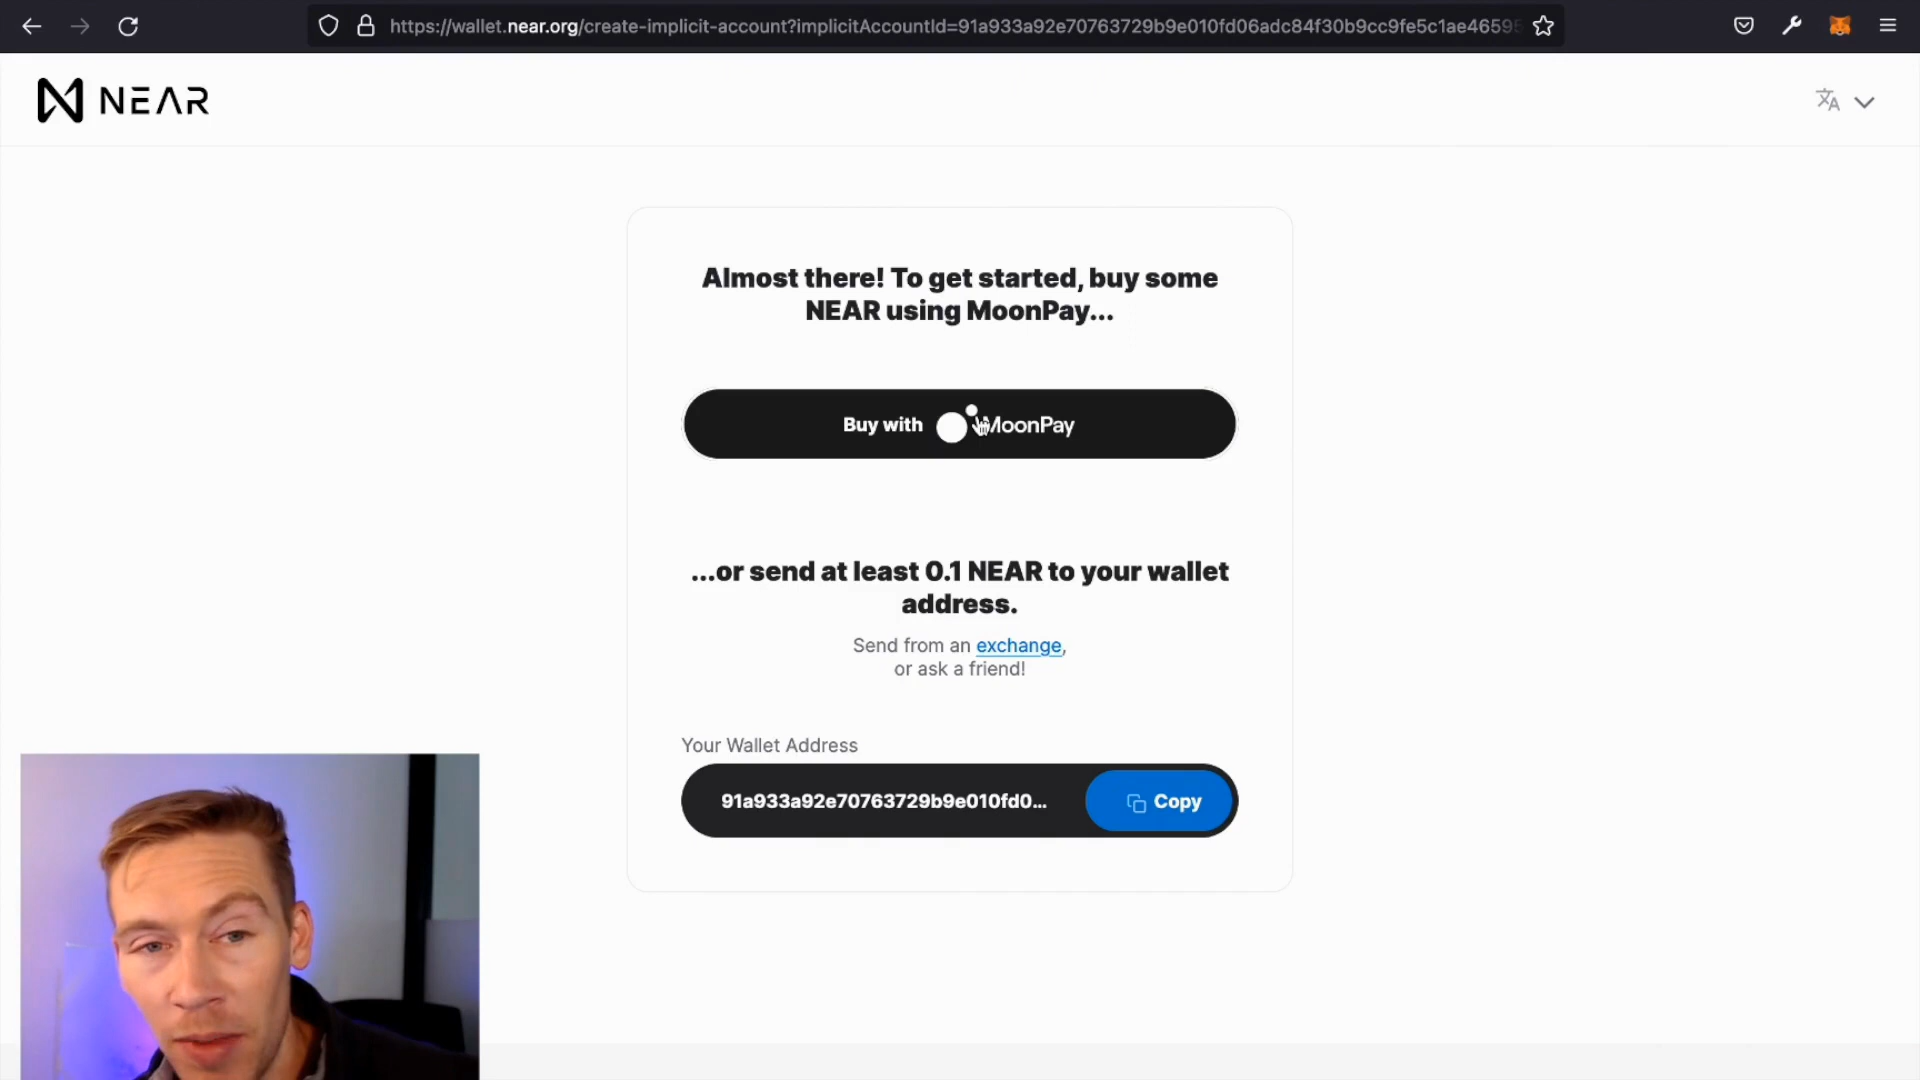 https://wallet.near.org/create-implicit-account?implicitAccountId=91a933a92e70763729b9e010fd06adc84f30b9cc9fe5c1ae46595
NEAR
Almost there! To get started, buy some
NEAR using MoonPay...
Buy with MoonPay
...or send at least 0.1 NEAR to your wallet
address.
Send from an exchange,
or ask a friend!
Your Wallet Address
91a933a92e70763729b9e010fd0...
Copy